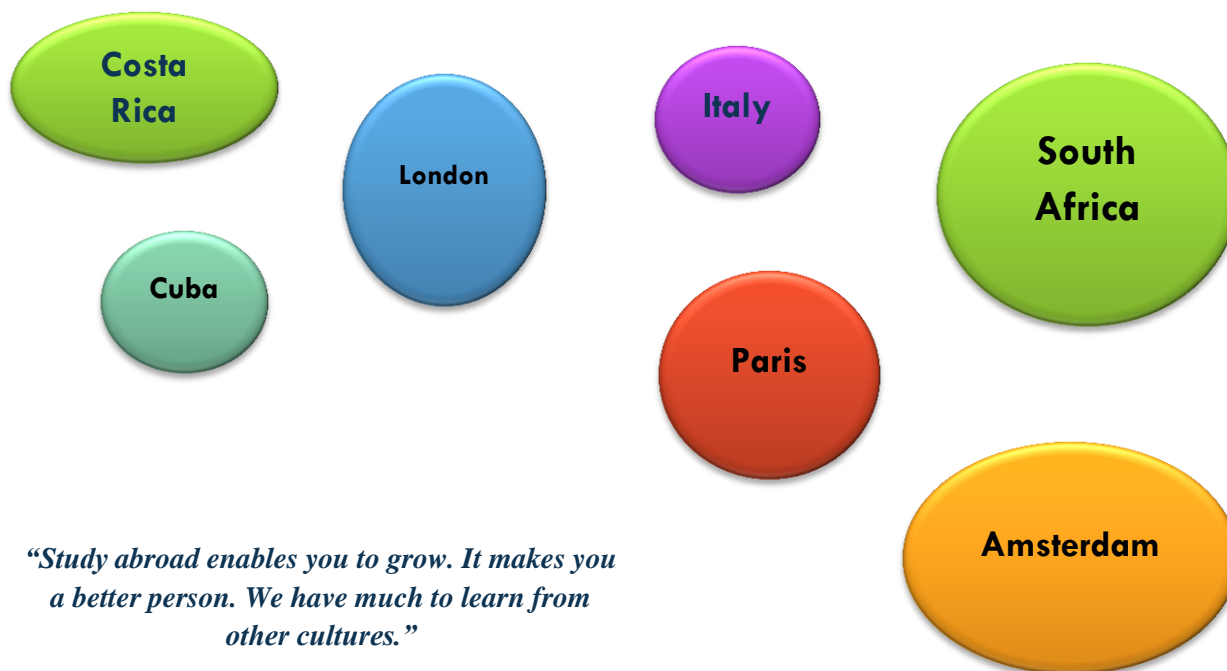 Costa
Rica
London
Italy
South
Africa
Cuba
Paris
Amsterdam
“Study abroad enables you to grow. It makes you
a better person. We have much to learn from
other cultures.”